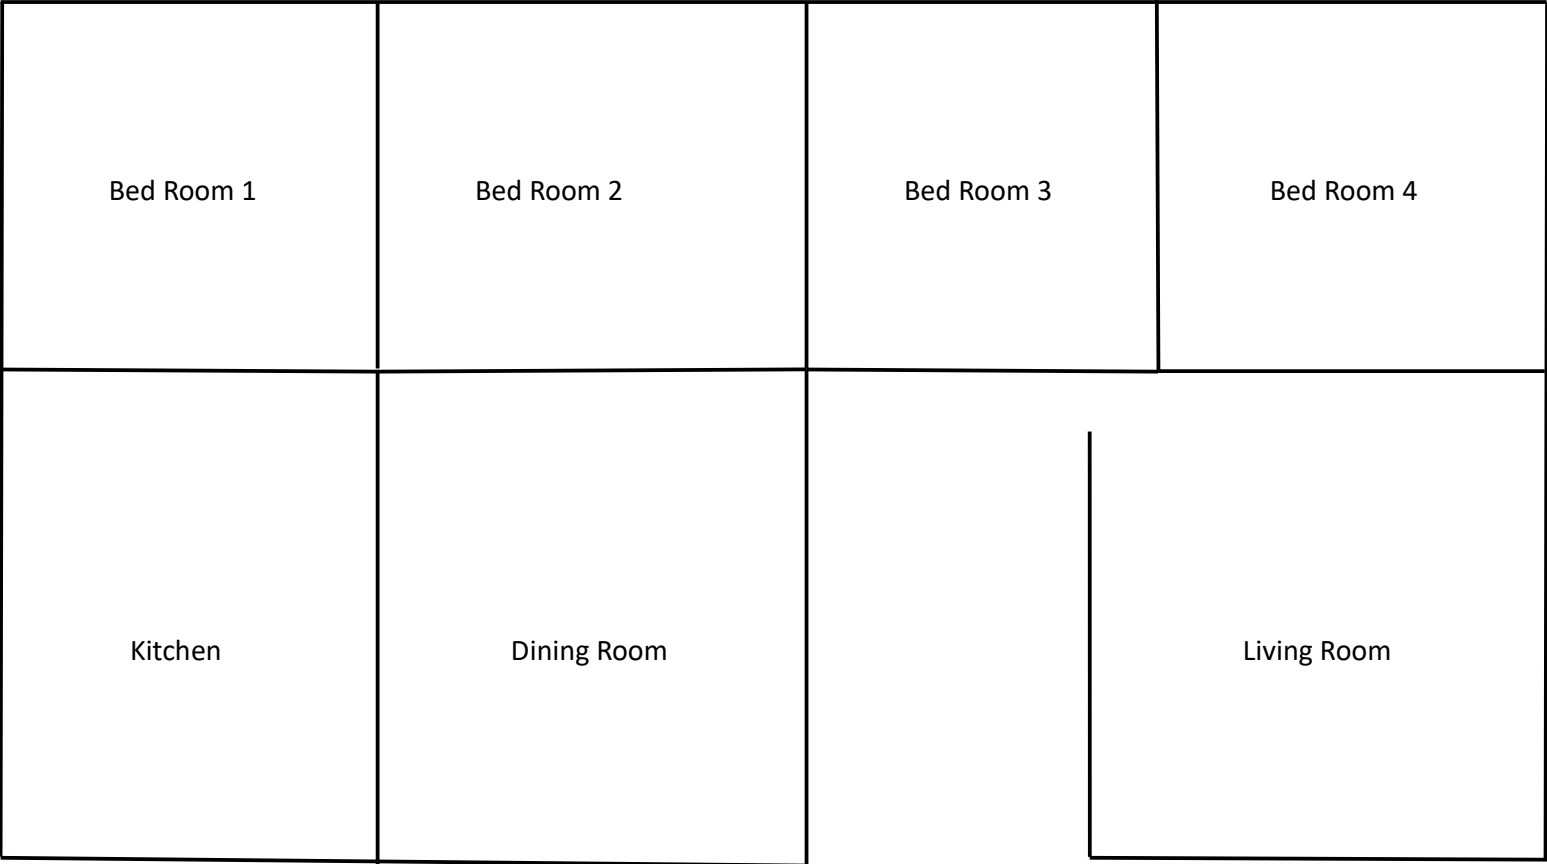 Bed Room 1
Bed Room 2
Bed Room 3
Bed Room 4
Kitchen
Dining Room
Living Room